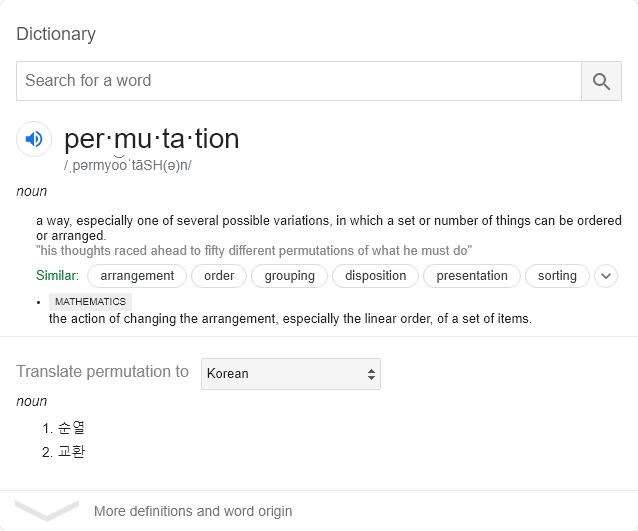 Dictionary
Search for a word
per·mu·ta·tion
/ˌpərmyo͞oˈtāSH(ə)n/
noun
a way, especially one of several possible variations, in which a set or number of things can be ordered
or arranged.
"his thoughts raced ahead to fifty different permutations of what he must do"
Similar: arrangement order grouping disposition presentation sorting
• MATHEMATICS
the action of changing the arrangement, especially the linear order, of a set of items.
Translate permutation to Korean
noun
1. 순열
2. 교환
More definitions and word origin